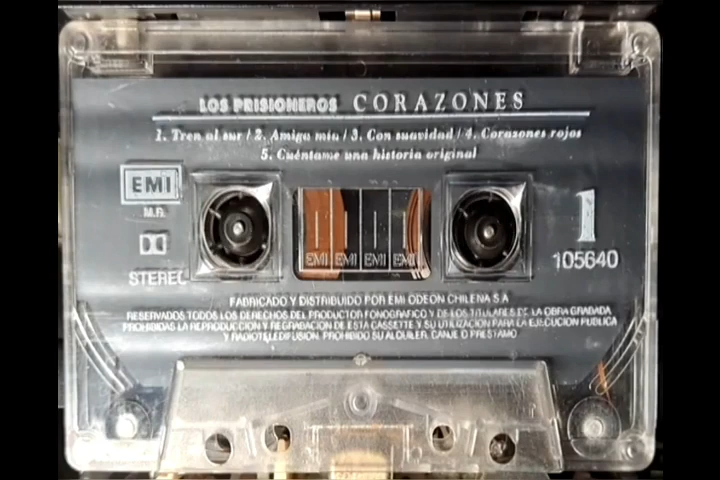 LOS PRISIONEROS CORAZONES
1. Tren al sur / 2. Amiga mía / 3. Con suavidad / 4. Corazones rojos
5. Cuéntame una historia original
EMI
M.R.
1
STEREO
105640
EMI EMI EMI EMI
FABRICADO Y DISTRIBUIDO POR EMI ODEON CHILENA S.A
RESERVADOS TODOS LOS DERECHOS DEL PRODUCTOR FONOGRAFICO Y DE LOS TITULARES DE LA OBRA GRABADA
PROHIBIDAS LA REPRODUCCION Y REGRABACION DE ESTA CASSETTE Y SU UTILIZACION PARA LA EJECUCION PUBLICA
Y RADIOTELEDIFUSION. PROHIBIDO SU ALQUILER, CANJE O PRESTAMO